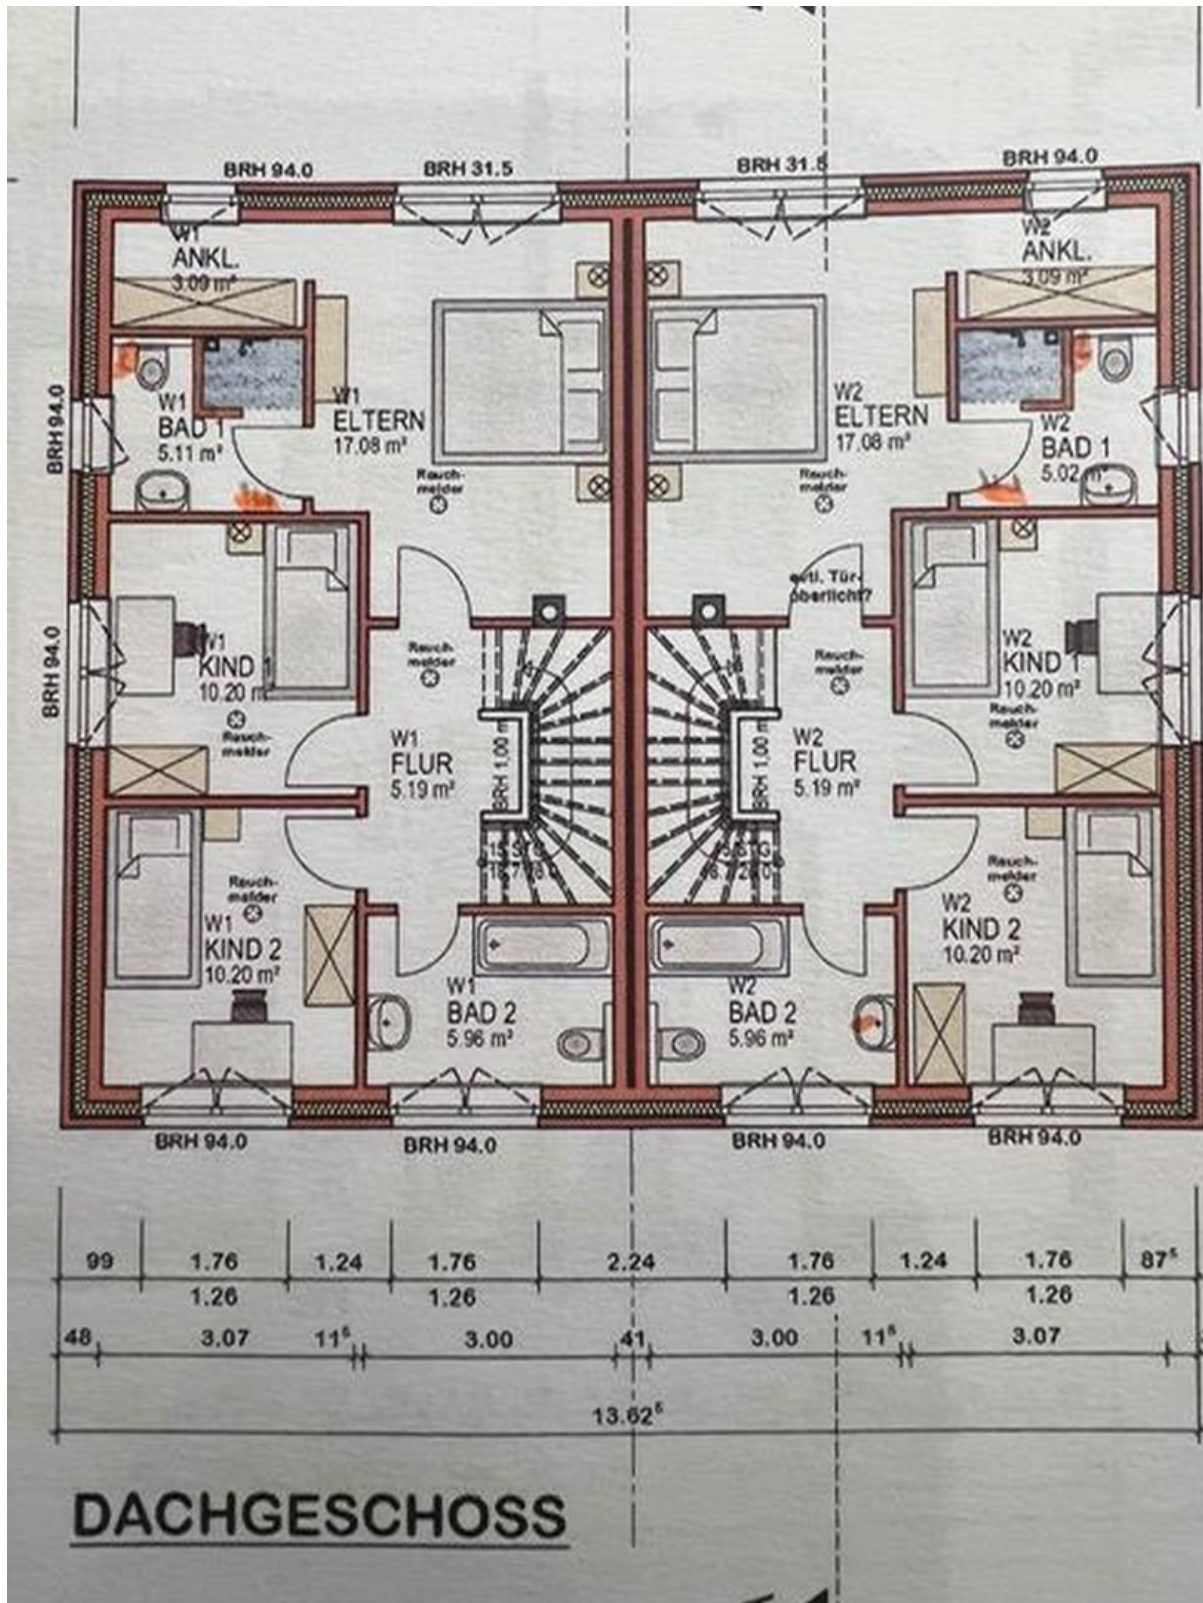 BRH 94.0
BRH 31.5
BRH 31.5
BRH 94.0
W1
ANKL.
3.09 m²
W2
ANKL.
3.09 m²
BRH 94.0
W1
BAD 1
5.11 m²
W1
ELTERN
17.08 m²
W2
ELTERN
17.08 m²
W2
BAD 1
5.02 m²
Rauch-
melder
Rauch-
melder
evtl. Tür-
oberlicht?
BRH 94.0
W1
KIND 1
10.20 m²
Rauch-
melder
Rauch-
melder
Rauch-
melder
W2
KIND 1
10.20 m²
Rauch-
melder
W1
FLUR
5.19 m²
BRH 1,00 m
BRH 1,00 m
W2
FLUR
5.19 m²
Rauch-
melder
W1
KIND 2
10.20 m²
Rauch-
melder
W2
KIND 2
10.20 m²
W1
BAD 2
5.96 m²
W2
BAD 2
5.96 m²
BRH 94.0
BRH 94.0
BRH 94.0
BRH 94.0
99 1.76 1.24 1.76 2.24 1.76 1.24 1.76 87⁵
1.26 1.26 1.26 1.26
48 3.07 11⁵ 3.00 41 3.00 11⁵ 3.07
13.62⁵
DACHGESCHOSS